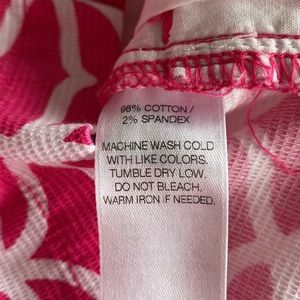 98% COTTON /
2% SPANDEX
MACHINE WASH COLD
WITH LIKE COLORS.
TUMBLE DRY LOW.
DO NOT BLEACH.
WARM IRON IF NEEDED.